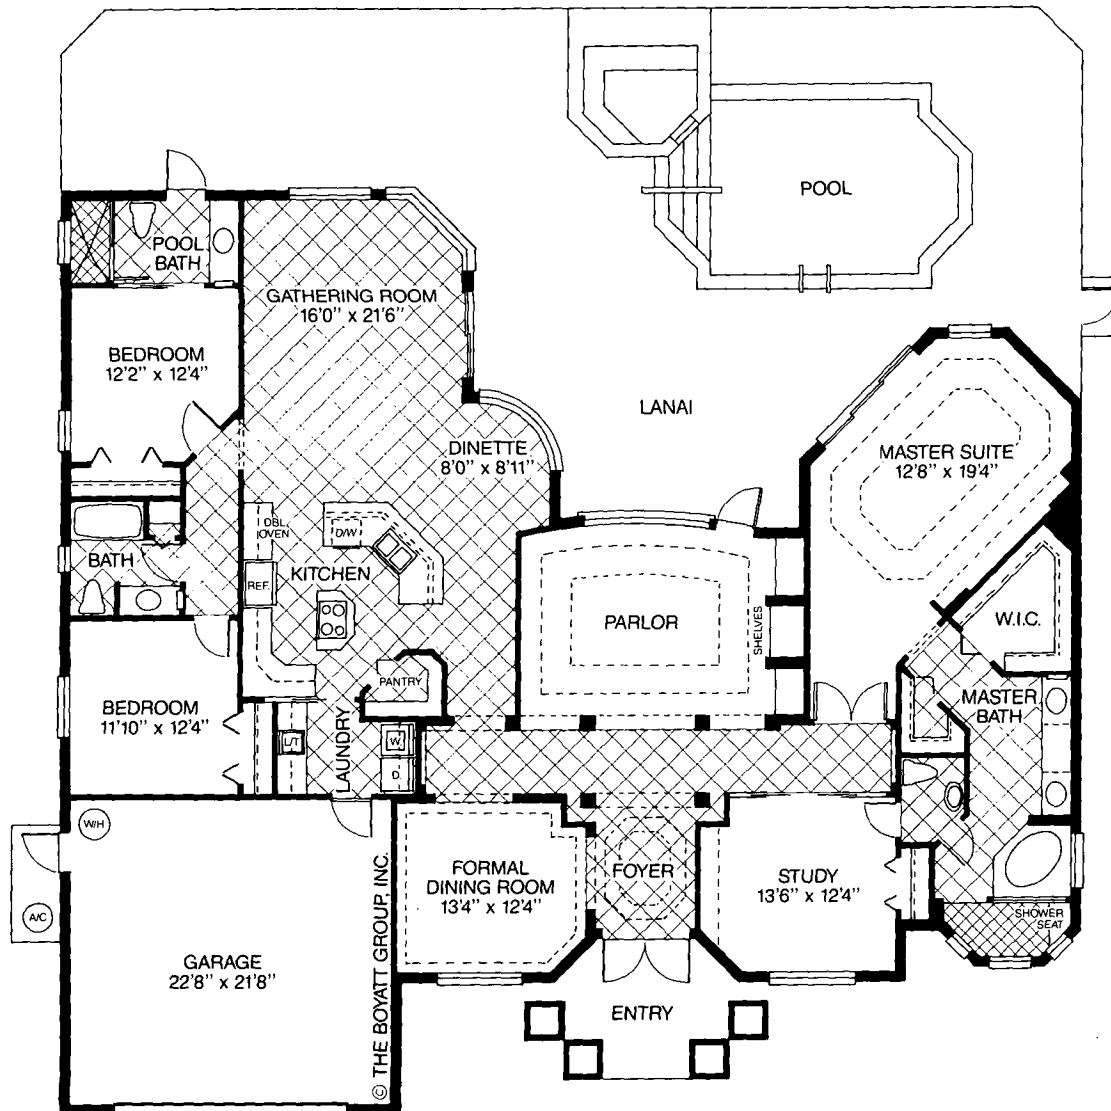 POOL
POOL
BATH
GATHERING ROOM
16'0" x 21'6"
BEDROOM
12'2" x 12'4"
LANAI
DINETTE
8'0" x 8'11"
MASTER SUITE
12'8" x 19'4"
DBL.
OVEN
D/W
BATH
KITCHEN
REF.
PARLOR
SHELVES
W.I.C.
PANTRY
MASTER
BATH
BEDROOM
11'10" x 12'4"
L/T
LAUNDRY
W
D
W/H
FORMAL
DINING ROOM
13'4" x 12'4"
FOYER
STUDY
13'6" x 12'4"
SHOWER
SEAT
A/C
GARAGE
22'8" x 21'8"
© THE BOYATT GROUP, INC.
ENTRY